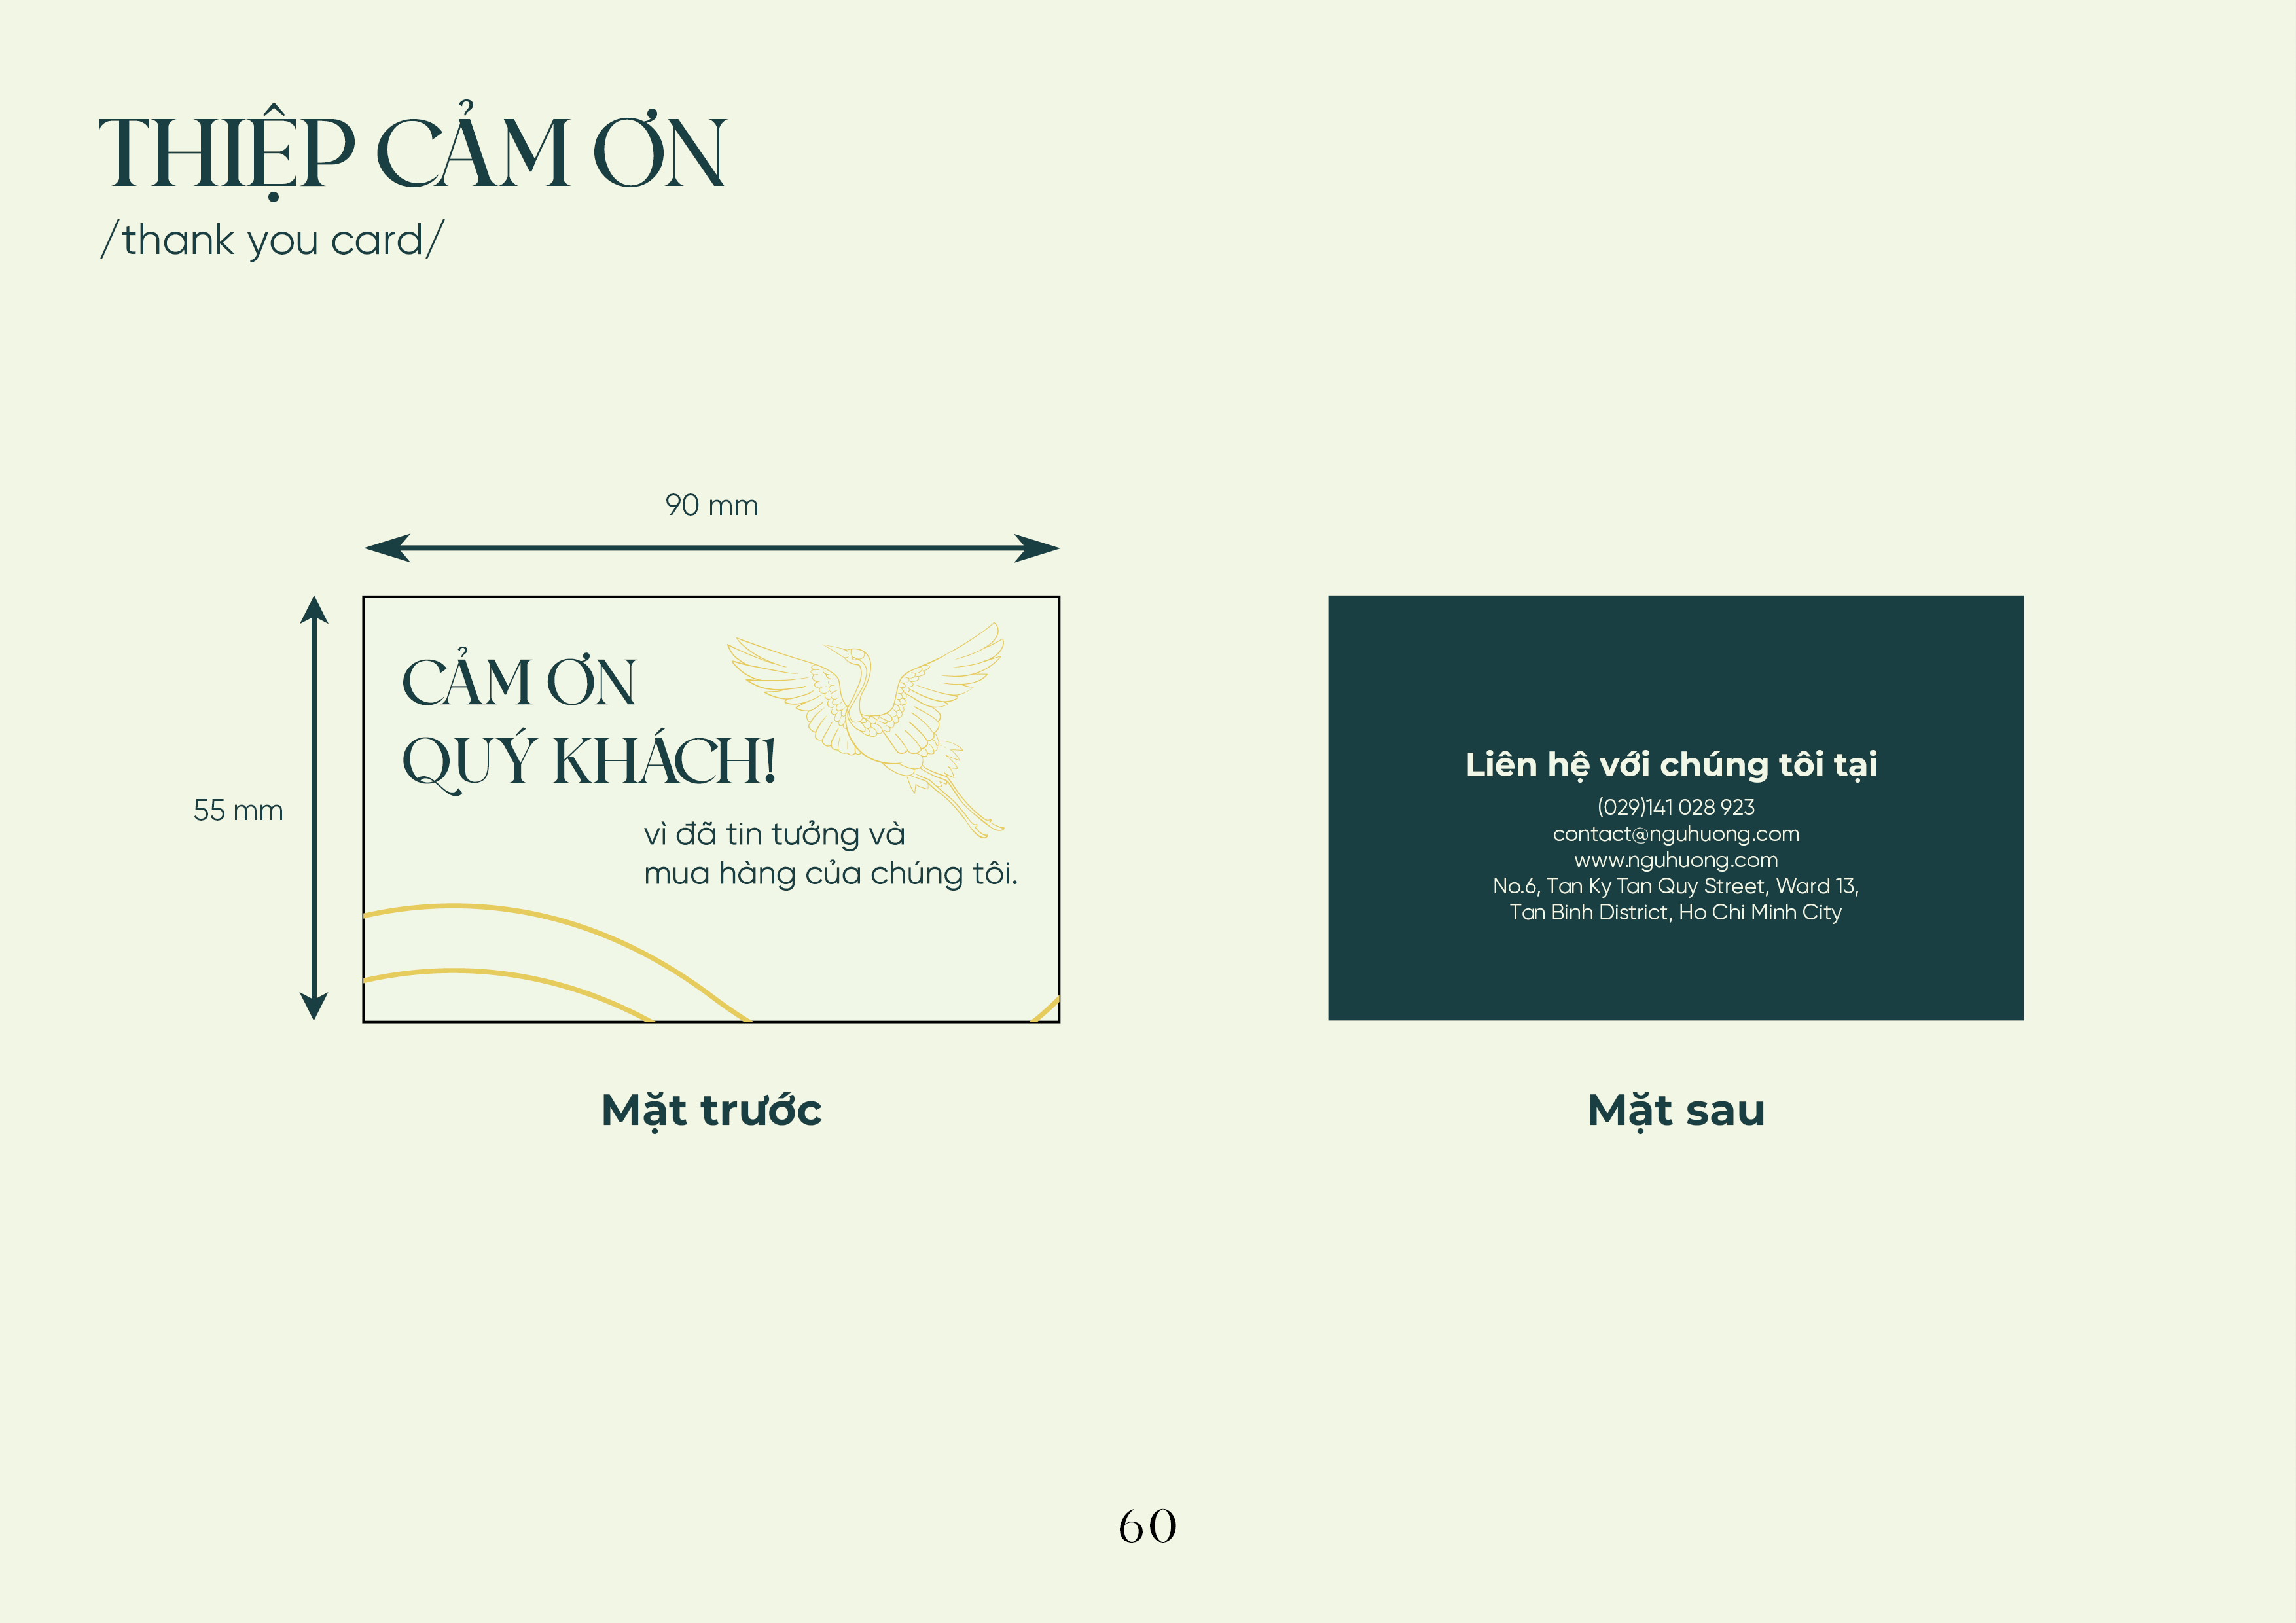 THIỆP CẢM ƠN
/thank you card/
90 mm
55 mm
CẢM ƠN
QUÝ KHÁCH!
vì đã tin tưởng và
mua hàng của chúng tôi.
Mặt trước
Liên hệ với chúng tôi tại
(029)141 028 923
contact@nguhuong.com
www.nguhuong.com
No.6, Tan Ky Tan Quy Street, Ward 13,
Tan Binh District, Ho Chi Minh City
Mặt sau
60